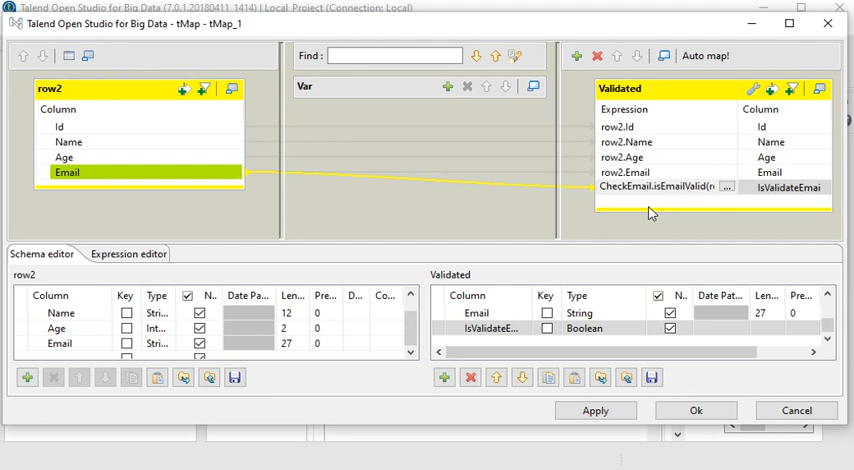 Talend Open Studio for Big Data (7.0.1.20180411_1414) | Local_Project (Connection: Local)
Talend Open Studio for Big Data - tMap - tMap_1
Find :
Auto map!
row2
Column
Id
Name
Age
Email
Var
Validated
Expression Column
row2.Id Id
row2.Name Name
row2.Age Age
row2.Email Email
CheckEmail.isEmailValid(r ... IsValidateEmai
Schema editor Expression editor
row2
Column Key Type N.. Date Pa... Len... Pre... D... Co...
Name Stri... 12 0
Age Int... 2 0
Email Stri... 27 0
Validated
Column Key Type N.. Date Pat... Len... Pre...
Email String 27 0
IsValidateE... Boolean
Apply Ok Cancel